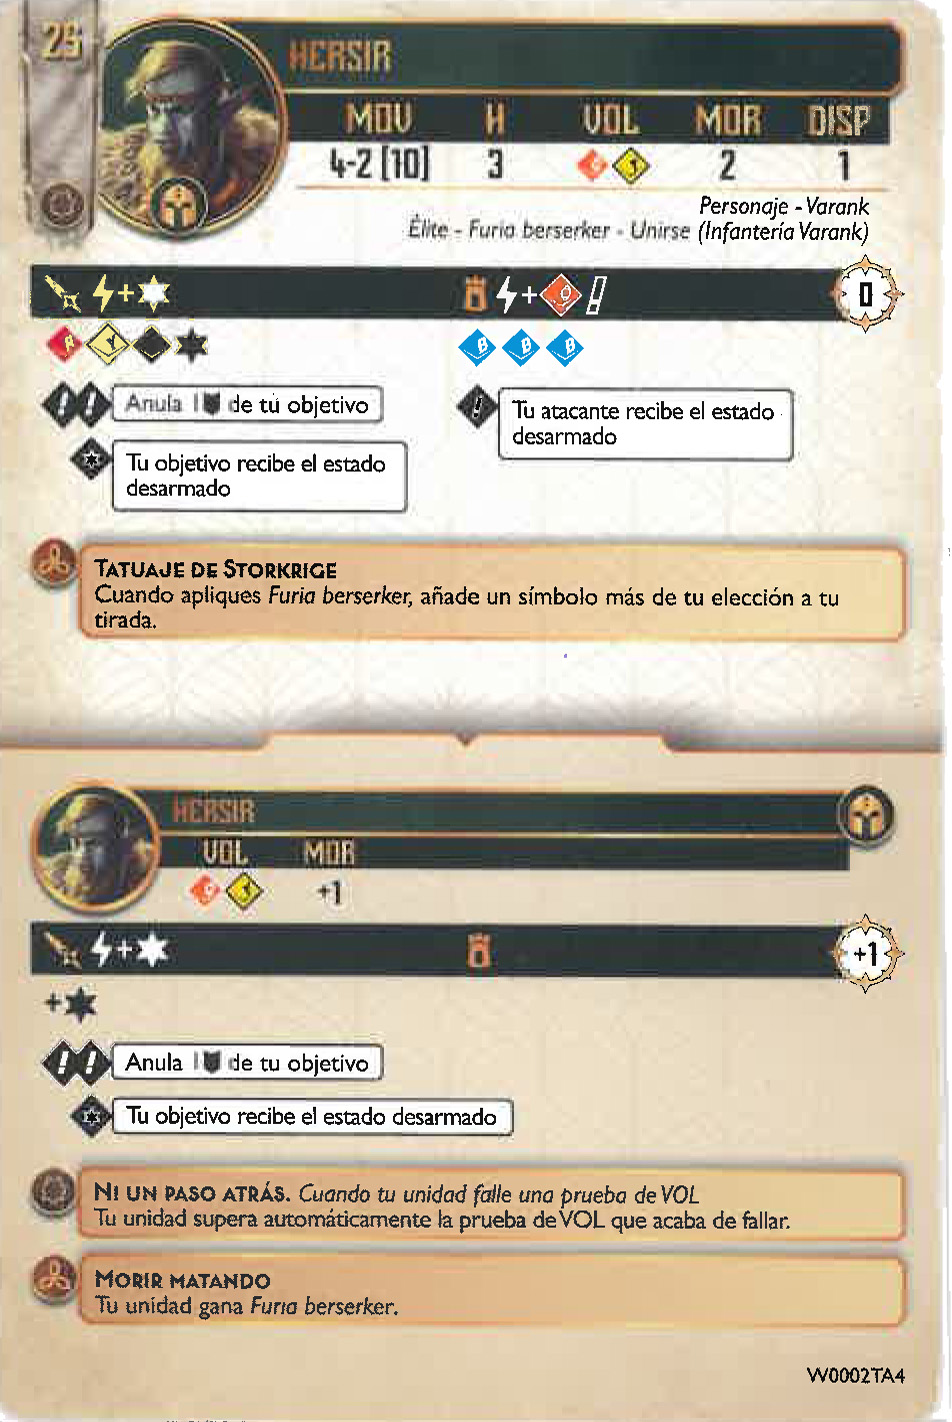 25
HERSIR
MOV H VOL MOR DISP
4-2 [10] 3 2 1
Personaje - Varank
Élite - Furia berserker - Unirse (Infantería Varank)
0
Anula 1 de tu objetivo
Tu objetivo recibe el estado
desarmado
B B B
Tu atacante recibe el estado
desarmado
TATUAJE DE STORKRIGE
Cuando apliques Furia berserker, añade un símbolo más de tu elección a tu
tirada.
HERSIR
VOL MOR
+1
+1
Anula 1 de tu objetivo
Tu objetivo recibe el estado desarmado
NI UN PASO ATRÁS. Cuando tu unidad falle una prueba de VOL
Tu unidad supera automáticamente la prueba de VOL que acaba de fallar.
MORIR MATANDO
Tu unidad gana Furia berserker.
W0002TA4